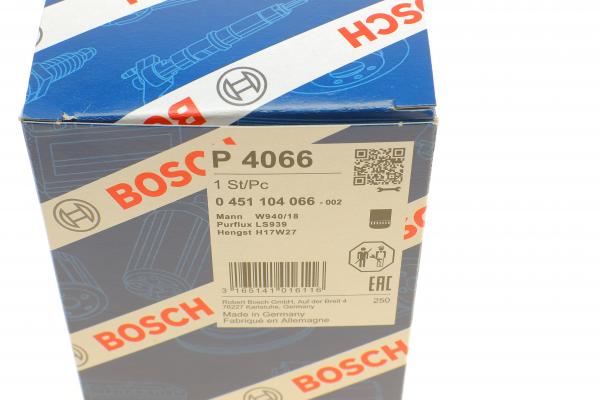 BOSCH
BOSCH
BOSCH
P 4066
1 St/Pc
0 451 104 066 - 002
Mann W940/18
Purflux LS939
Hengst H17W27
3 165141 016116
EAC
Robert Bosch GmbH, Auf der Breit 4
76227 Karlsruhe, Germany
250
Made in Germany
Fabriqué en Allemagne
BOSCH
BOSCH